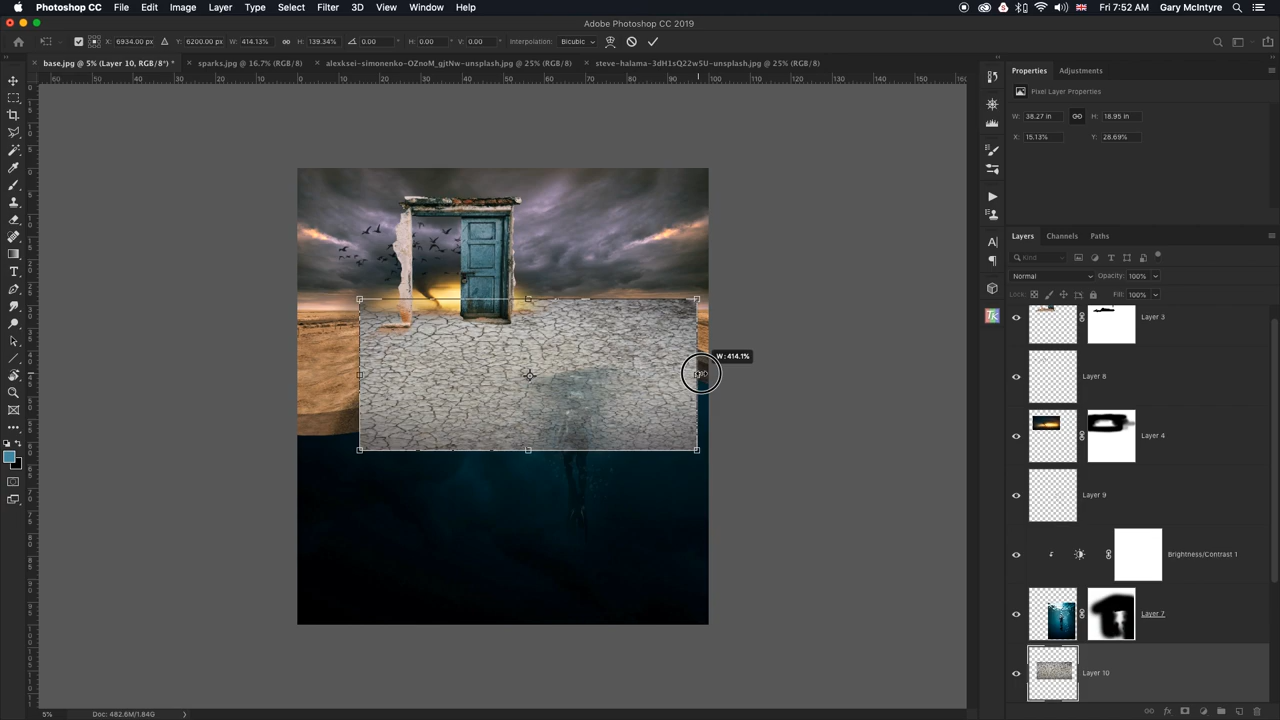 Photoshop CC File Edit Image Layer Type Select Filter 3D View Window Help Fri 7:52 AM Gary McIntyre
Adobe Photoshop CC 2019
X: 6934.00 px Y: 6200.00 px W: 414.13% H: 139.34% 0.00 ° H: 0.00 ° V: 0.00 ° Interpolation: Bicubic
base.jpg @ 5% (Layer 10, RGB/8*) * sparks.jpg @ 16.7% (RGB/8) alexksei-simonenko-OZnoM_gjtNw-unsplash.jpg @ 25% (RGB/8) steve-halama-3dH1sQ22w5U-unsplash.jpg @ 25% (RGB/8)
Properties Adjustments
Pixel Layer Properties
W: 38.27 in H: 18.95 in
X: 15.13% Y: 28.69%
Layers Channels Paths
Kind
Normal Opacity: 100%
Lock: Fill: 100%
Layer 3
W: 414.1%
Layer 8
Layer 4
Layer 9
Brightness/Contrast 1
Layer 7
Layer 10
5% Doc: 482.6M/1.84G